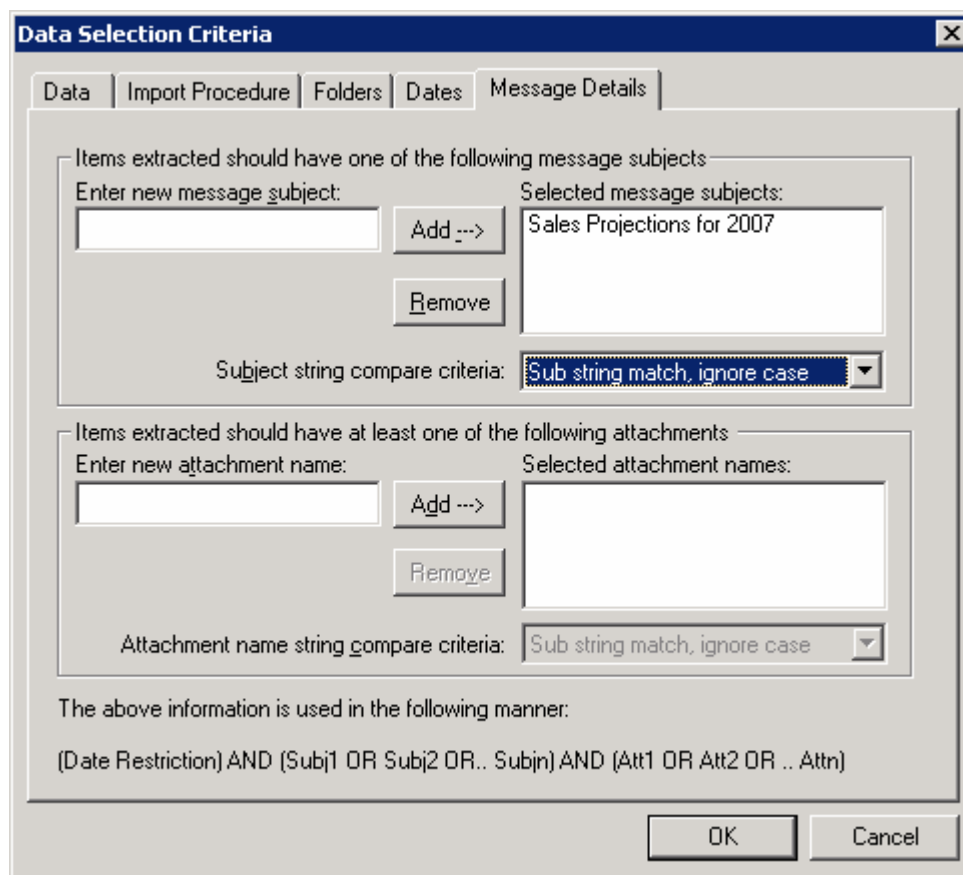 Data Selection Criteria
Data
Import Procedure
Folders
Dates
Message Details
Items extracted should have one of the following message subjects
Enter new message subject:
Selected message subjects:
Add --->
Sales Projections for 2007
Remove
Subject string compare criteria:
Sub string match, ignore case
Items extracted should have at least one of the following attachments
Enter new attachment name:
Selected attachment names:
Add --->
Remove
Attachment name string compare criteria:
Sub string match, ignore case
The above information is used in the following manner:
(Date Restriction) AND (Subj1 OR Subj2 OR.. Subjn) AND (Att1 OR Att2 OR .. Attn)
OK
Cancel